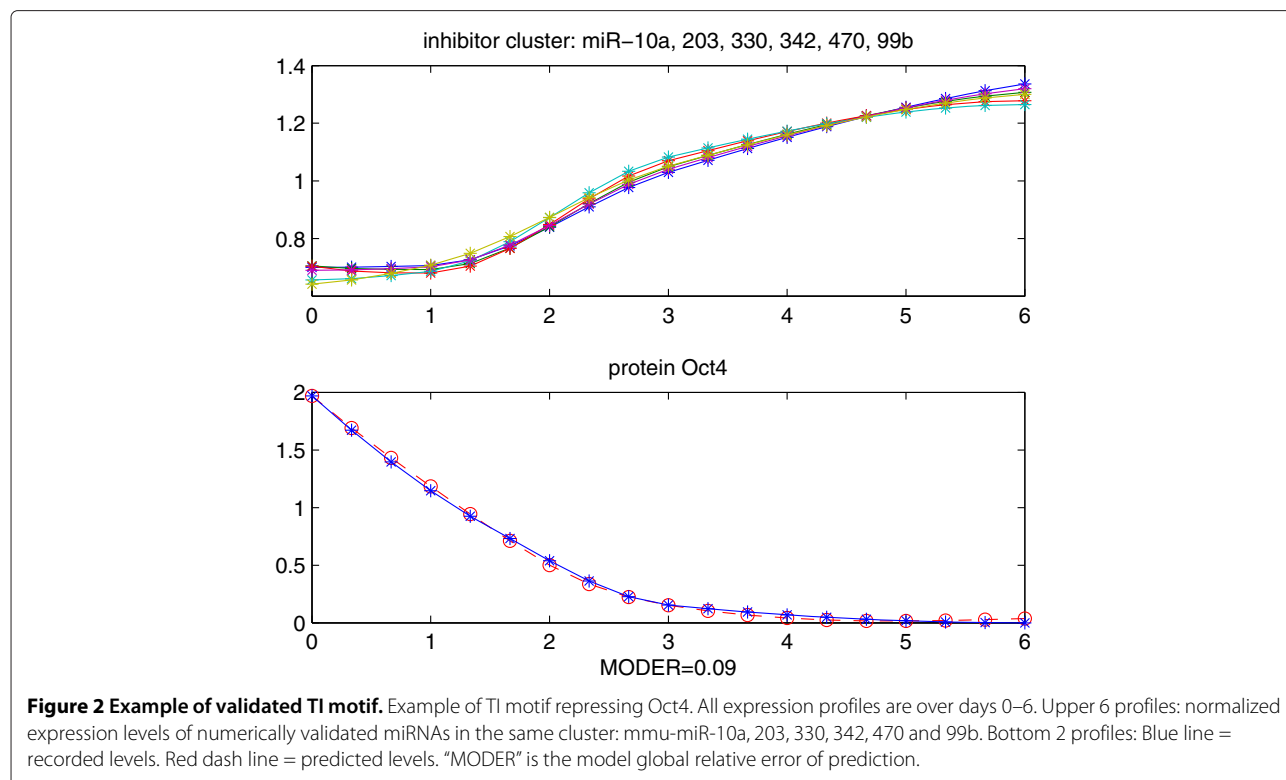 inhibitor cluster: miR−10a, 203, 330, 342, 470, 99b
1.4
1.2
1
0.8
0 1 2 3 4 5 6
protein Oct4
2
1.5
1
0.5
0
0 1 2 3 4 5 6
MODER=0.09
Figure 2 Example of validated TI motif. Example of TI motif repressing Oct4. All expression profiles are over days 0–6. Upper 6 profiles: normalized
expression levels of numerically validated miRNAs in the same cluster: mmu-miR-10a, 203, 330, 342, 470 and 99b. Bottom 2 profiles: Blue line =
recorded levels. Red dash line = predicted levels. “MODER” is the model global relative error of prediction.